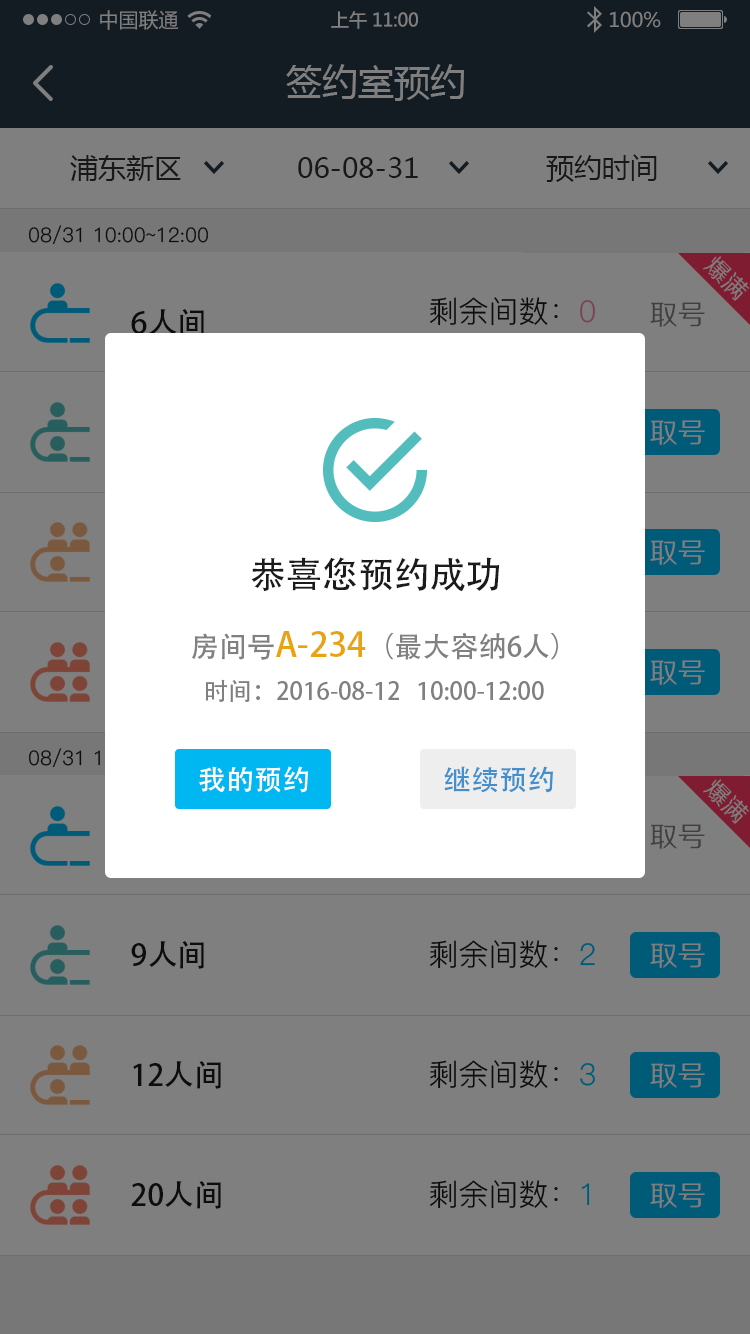 中国联通 上午 11:00 100%
签约室预约
浦东新区 06-08-31 预约时间
08/31 10:00~12:00
爆满
6人间 剩余间数: 0 取号
取号
取号
取号
恭喜您预约成功
房间号A-234（最大容纳6人）
时间: 2016-08-12 10:00-12:00
我的预约 继续预约
08/31 1
爆满
取号
9人间 剩余间数: 2 取号
12人间 剩余间数: 3 取号
20人间 剩余间数: 1 取号